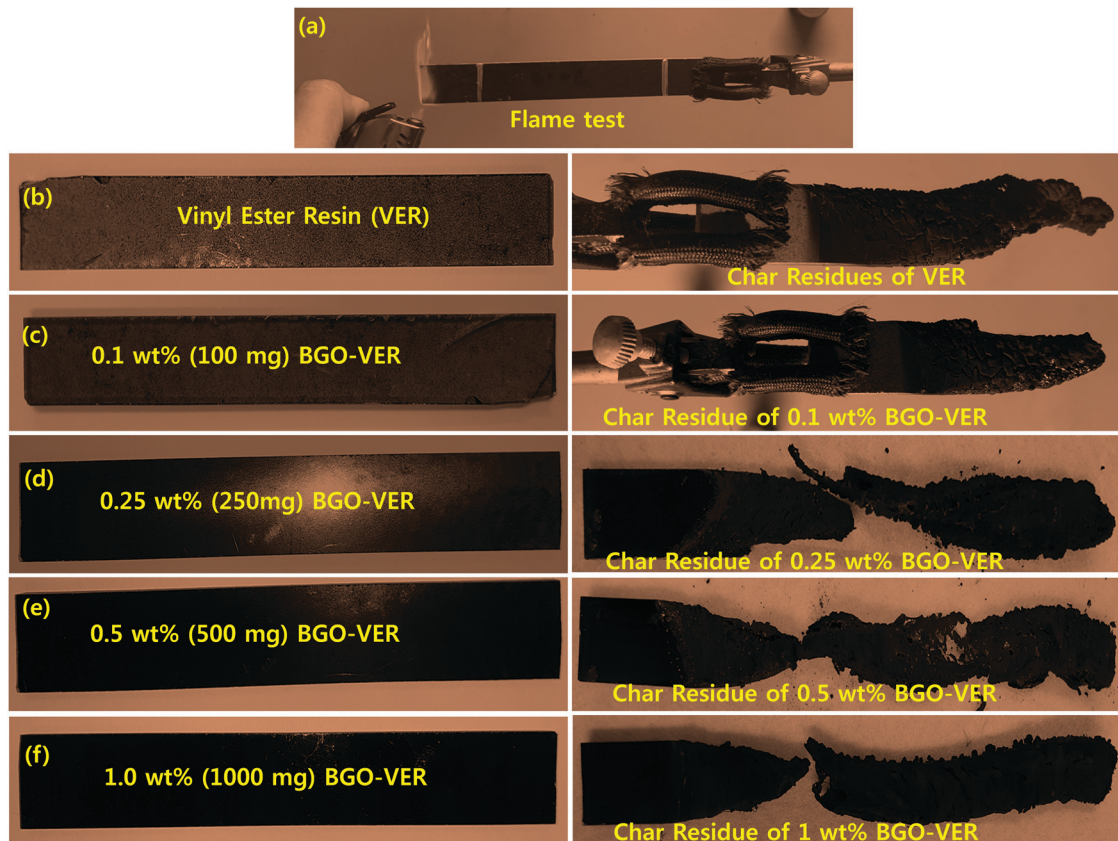 (a)
Flame test
(b)
Vinyl Ester Resin (VER)
Char Residues of VER
(c)
0.1 wt% (100 mg) BGO-VER
Char Residue of 0.1 wt% BGO-VER
(d)
0.25 wt% (250mg) BGO-VER
Char Residue of 0.25 wt% BGO-VER
(e)
0.5 wt% (500 mg) BGO-VER
Char Residue of 0.5 wt% BGO-VER
(f)
1.0 wt% (1000 mg) BGO-VER
Char Residue of 1 wt% BGO-VER